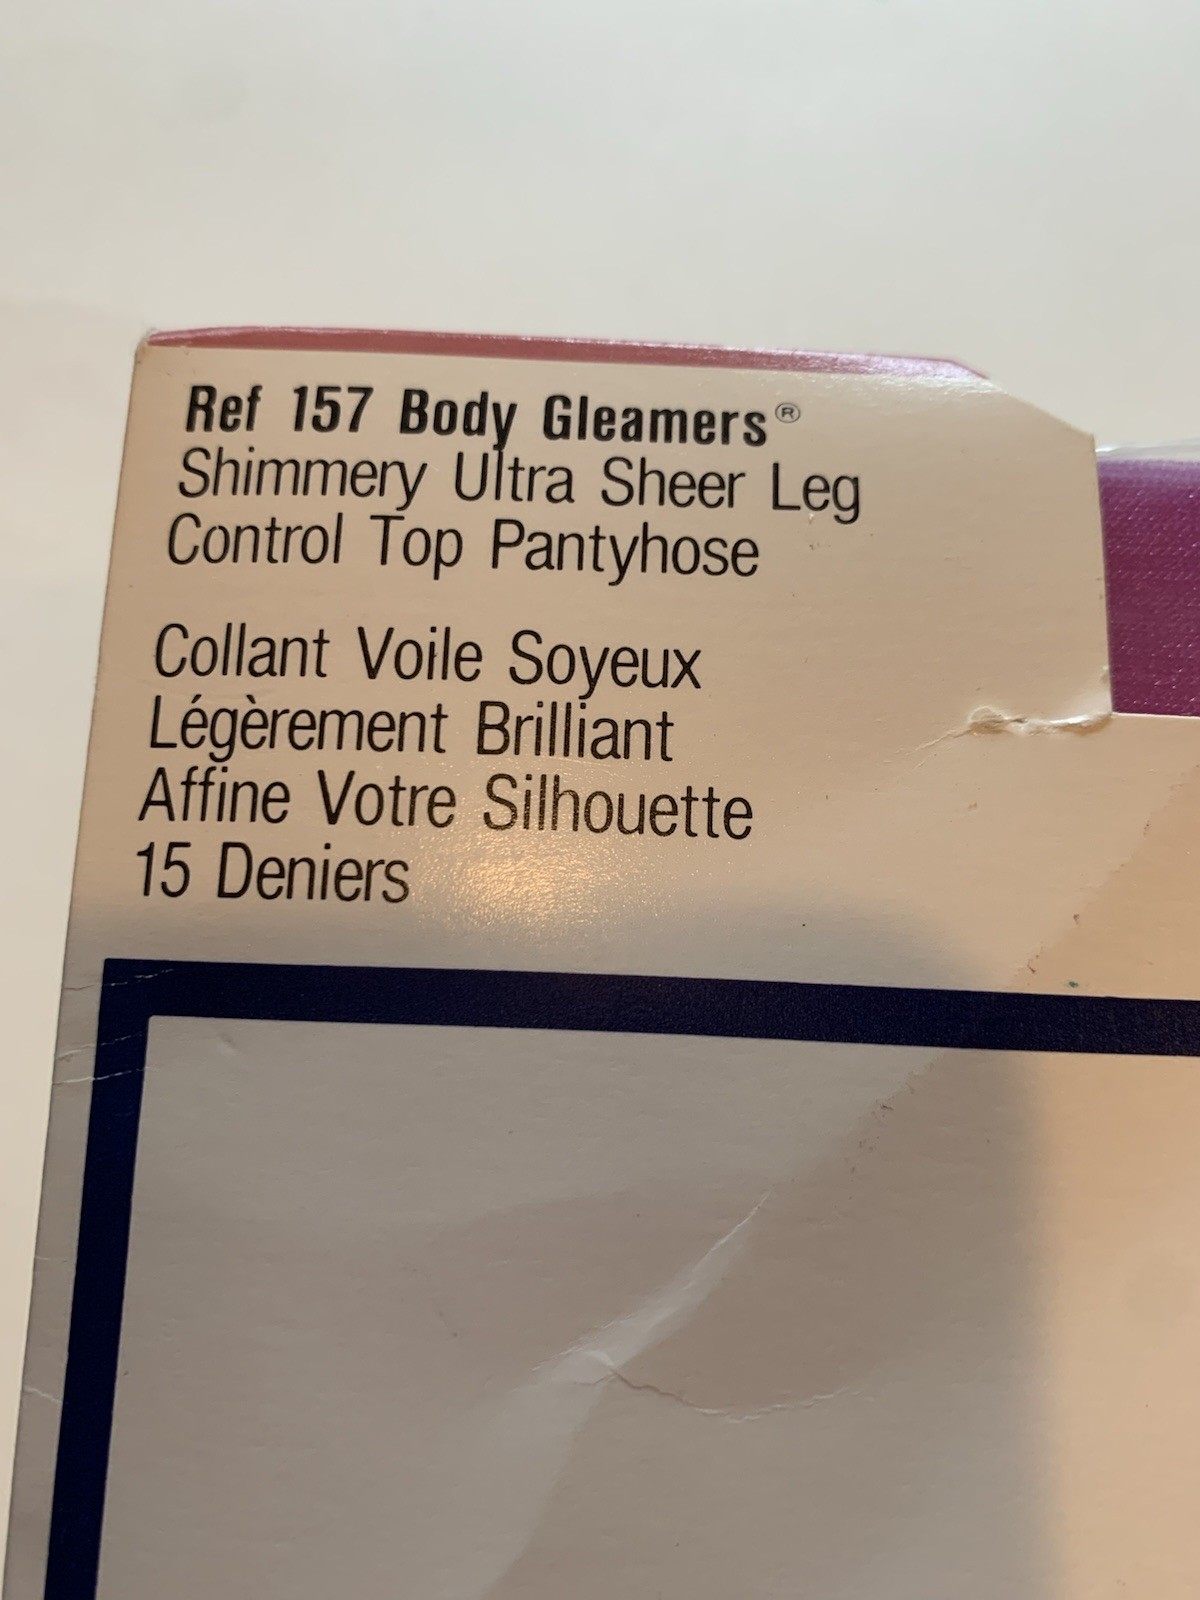 Ref 157 Body Gleamers®
Shimmery Ultra Sheer Leg
Control Top Pantyhose
Collant Voile Soyeux
Légèrement Brilliant
Affine Votre Silhouette
15 Deniers